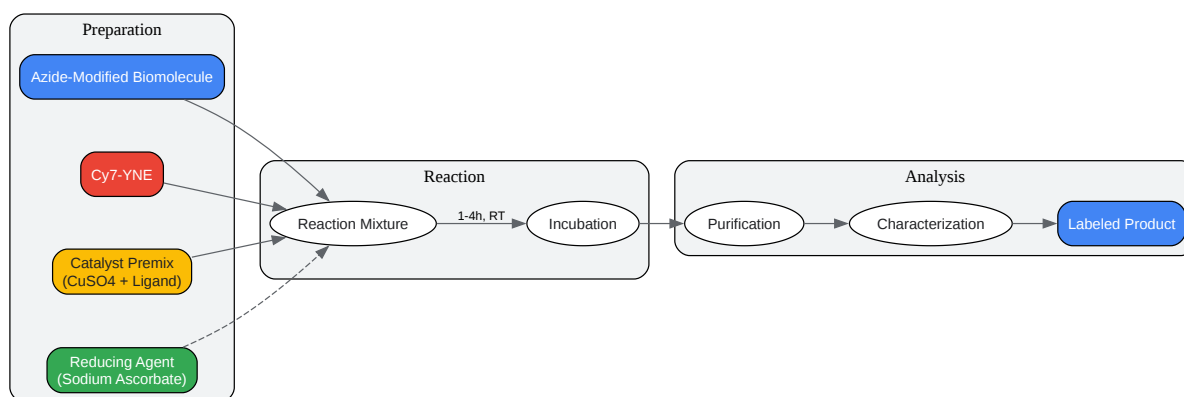 Preparation
Azide-Modified Biomolecule
Cy7-YNE
Catalyst Premix
(CuSO4 + Ligand)
Reducing Agent
(Sodium Ascorbate)
Reaction
Reaction Mixture
1-4h, RT
Incubation
Analysis
Purification
Characterization
Labeled Product